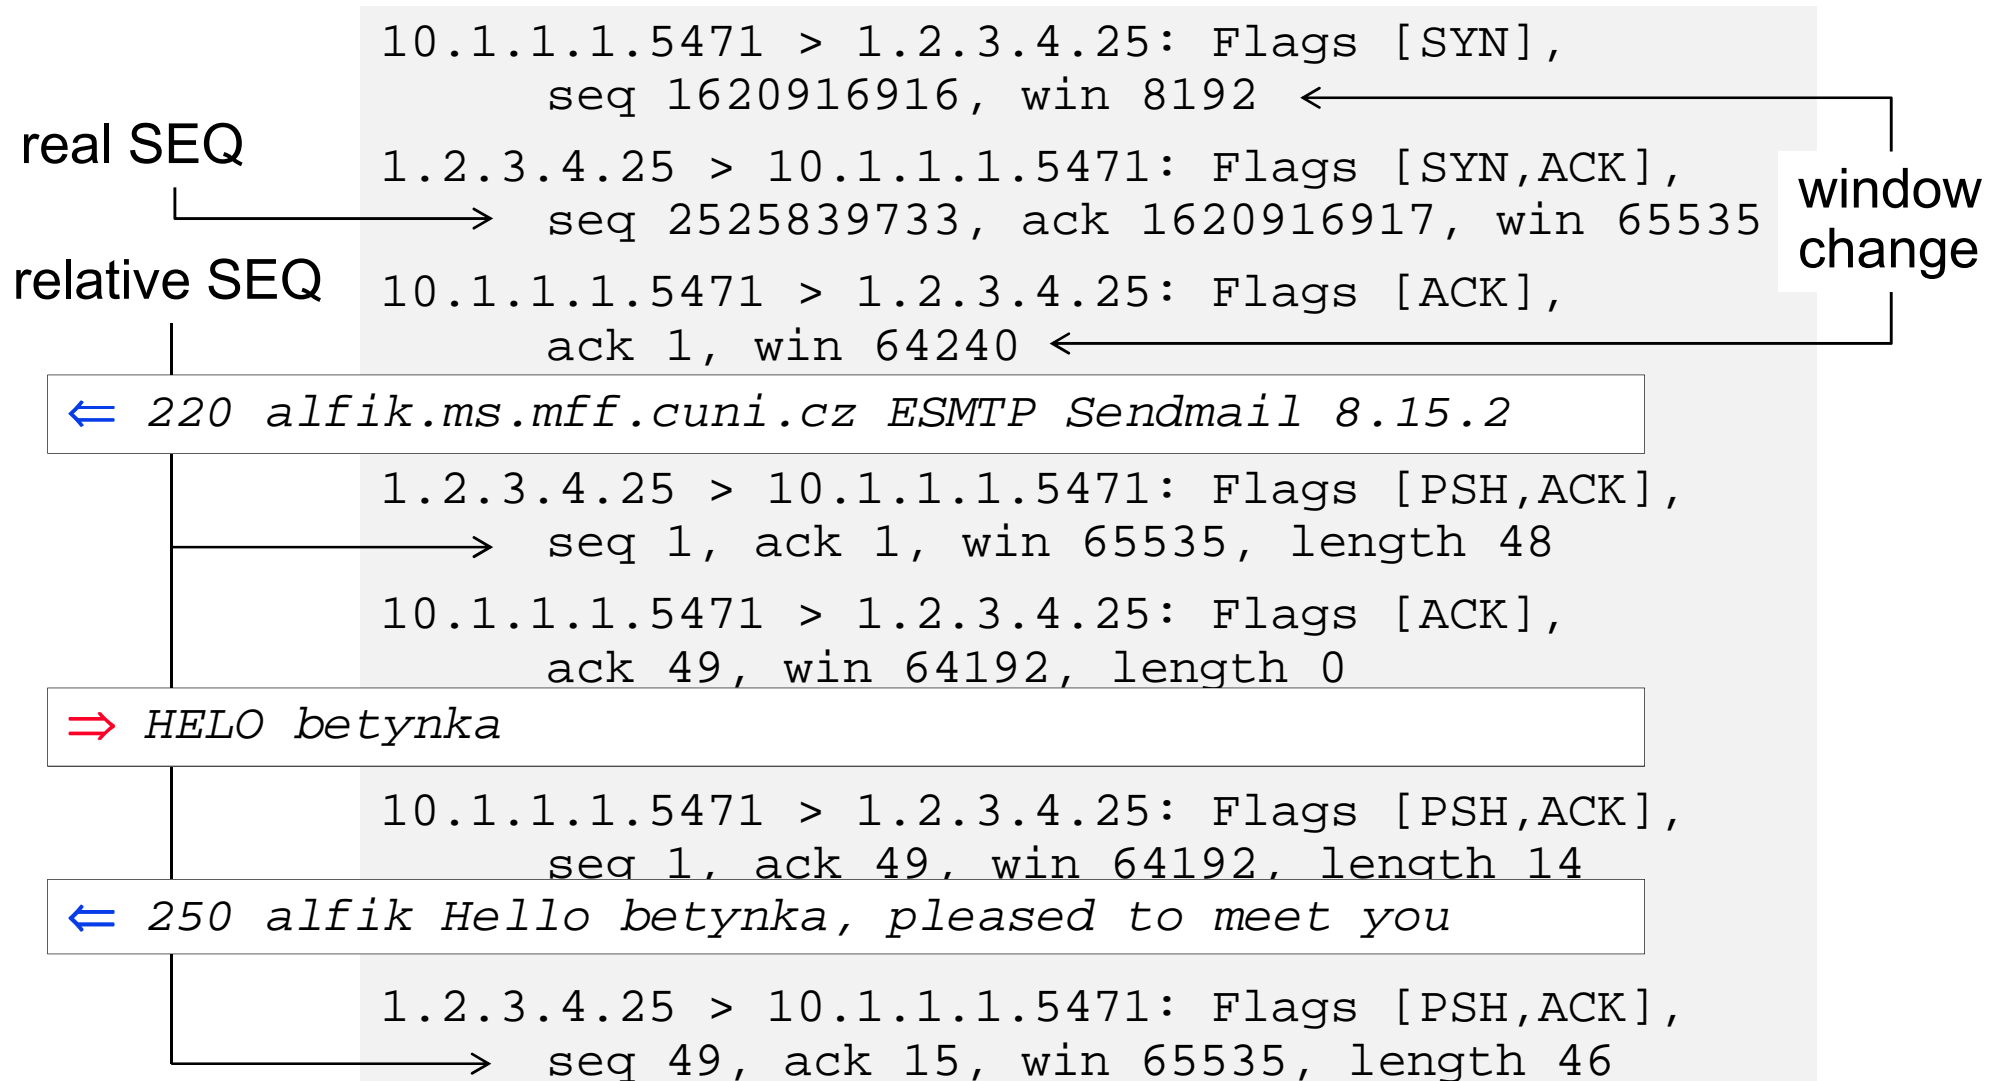 10.1.1.1.5471 > 1.2.3.4.25: Flags [SYN],
seq 1620916916, win 8192
real SEQ
1.2.3.4.25 > 10.1.1.1.5471: Flags [SYN,ACK],
seq 2525839733, ack 1620916917, win 65535
window
change
relative SEQ
10.1.1.1.5471 > 1.2.3.4.25: Flags [ACK],
ack 1, win 64240
⇐ 220 alfik.ms.mff.cuni.cz ESMTP Sendmail 8.15.2
1.2.3.4.25 > 10.1.1.1.5471: Flags [PSH,ACK],
seq 1, ack 1, win 65535, length 48
10.1.1.1.5471 > 1.2.3.4.25: Flags [ACK],
ack 49, win 64192, length 0
⇒ HELO betynka
10.1.1.1.5471 > 1.2.3.4.25: Flags [PSH,ACK],
seq 1, ack 49, win 64192, length 14
⇐ 250 alfik Hello betynka, pleased to meet you
1.2.3.4.25 > 10.1.1.1.5471: Flags [PSH,ACK],
seq 49, ack 15, win 65535, length 46